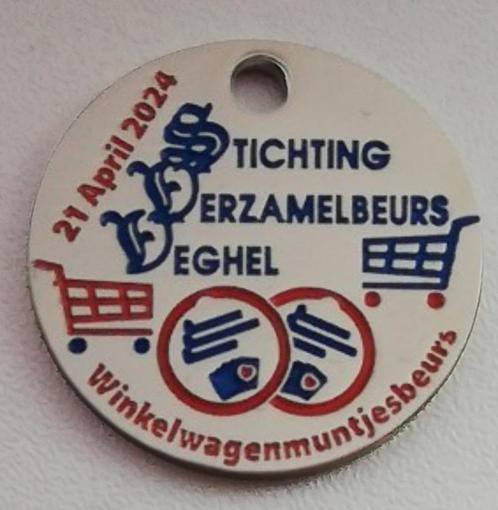 21 April 2024
STICHTING
VERZAMELBEURS
VEGHEL
Winkelwagenmuntjesbeurs